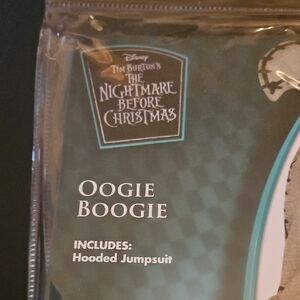 Disney
TIM BURTON'S
THE
NIGHTMARE
BEFORE
CHRISTMAS
OOGIE
BOOGIE
INCLUDES:
Hooded Jumpsuit